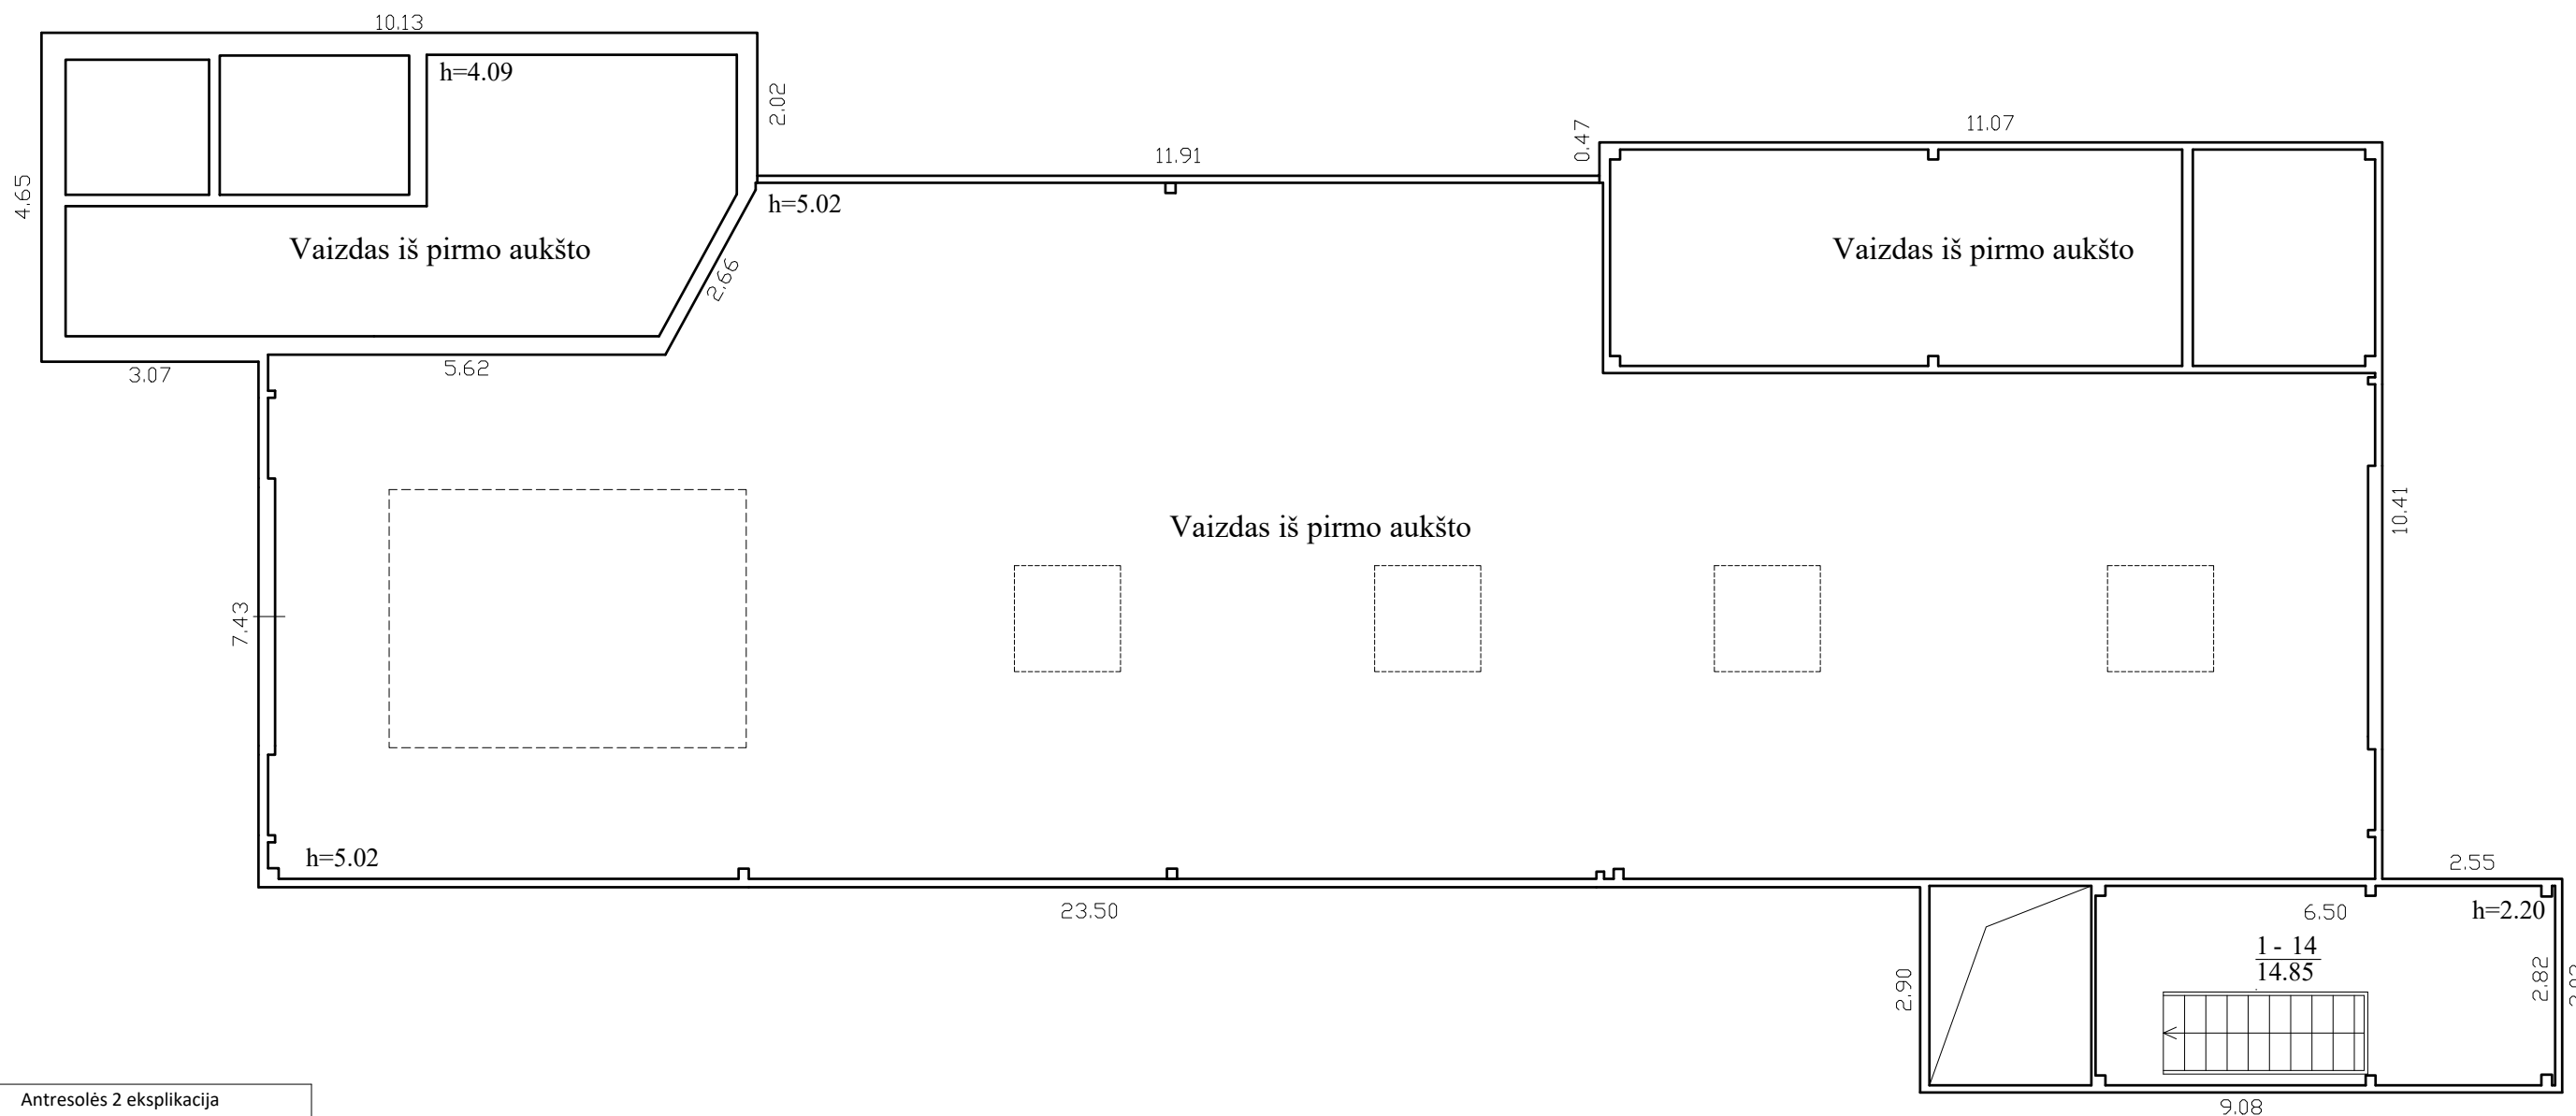 10.13
h=4.09
2.02
4.65
11.91
0.47
11.07
h=5.02
Vaizdas iš pirmo aukšto
Vaizdas iš pirmo aukšto
2.66
3.07
5.62
Vaizdas iš pirmo aukšto
10.41
7.43
h=5.02
23.50
2.55
6.50
h=2.20
1 - 14
14.85
2.90
2.82
Antresolės 2 eksplikacija
9.08